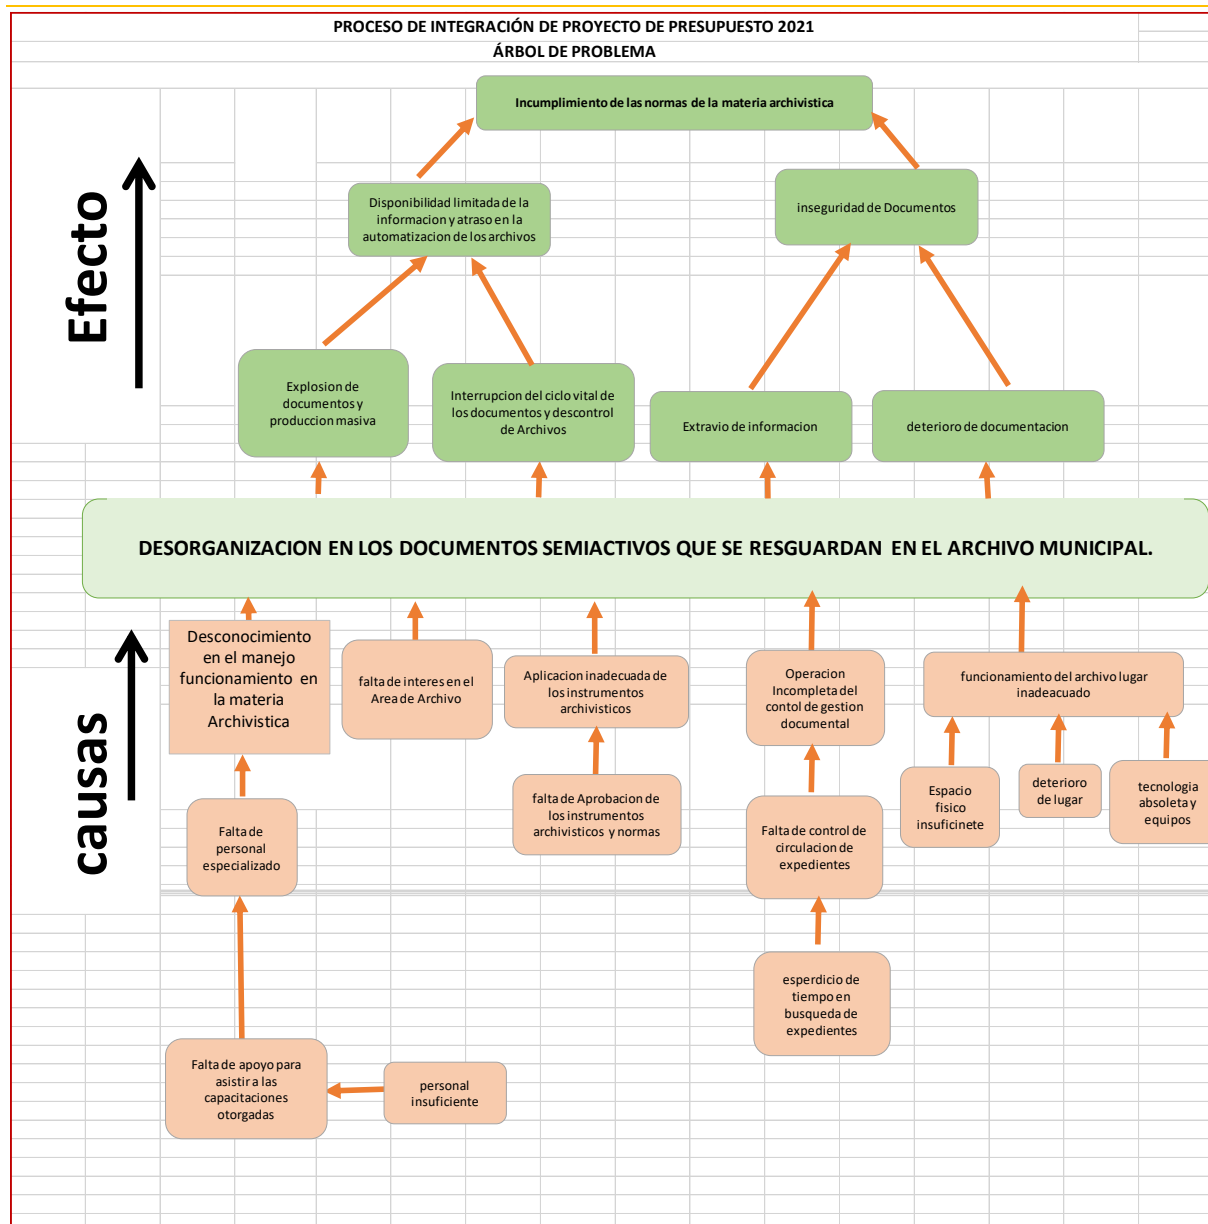 PROCESO DE INTEGRACIÓN DE PROYECTO DE PRESUPUESTO 2021
ÁRBOL DE PROBLEMA
Efecto
Incumplimiento de las normas de la materia archivistica
Disponibilidad limitada de la
informacion y atraso en la
automatizacion de los archivos
inseguridad de Documentos
Explosion de
documentos y
produccion masiva
Interrupcion del ciclo vital de
los documentos y descontrol
de Archivos
Extravio de informacion
deterioro de documentacion
DESORGANIZACION EN LOS DOCUMENTOS SEMIACTIVOS QUE SE RESGUARDAN EN EL ARCHIVO MUNICIPAL.
causas
Desconocimiento
en el manejo
funcionamiento en
la materia
Archivistica
falta de interes en el
Area de Archivo
Aplicacion inadecuada de
los instrumentos
archivisticos
Operacion
Incompleta del
contol de gestion
documental
funcionamiento del archivo lugar
inadeacuado
Falta de
personal
especializado
falta de Aprobacion de
los instrumentos
archivisticos y normas
Falta de control de
circulacion de
expedientes
Espacio
fisico
insuficinete
deterioro
de lugar
tecnologia
absoleta y
equipos
esperdicio de
tiempo en
busqueda de
expedientes
Falta de apoyo para
asistir a las
capacitaciones
otorgadas
personal
insuficiente